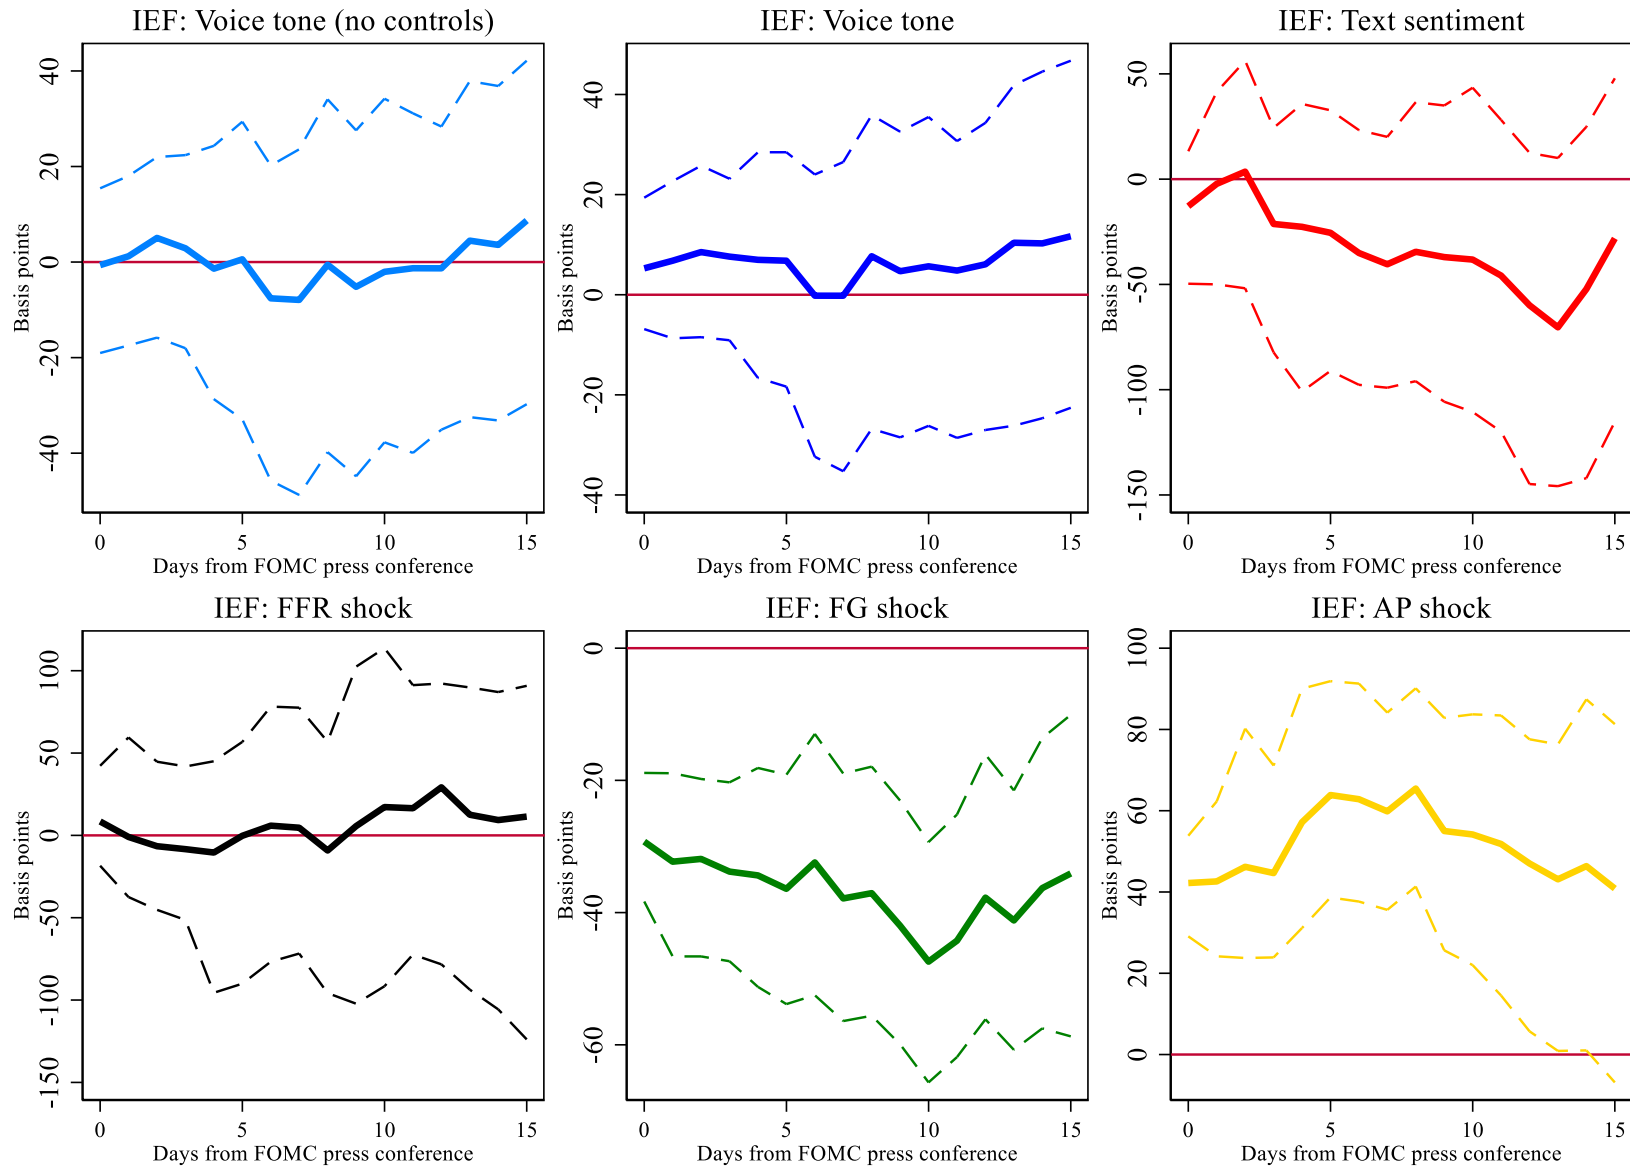 IEF: Voice tone (no controls)
40
20
0
-20
-40
Basis points
0 5 10 15
Days from FOMC press conference
IEF: Voice tone
40
20
0
-20
-40
Basis points
0 5 10 15
Days from FOMC press conference
IEF: Text sentiment
50
0
-50
-100
-150
Basis points
0 5 10 15
Days from FOMC press conference
IEF: FFR shock
100
50
0
-50
-100
-150
Basis points
0 5 10 15
Days from FOMC press conference
IEF: FG shock
0
-20
-40
-60
Basis points
0 5 10 15
Days from FOMC press conference
IEF: AP shock
100
80
60
40
20
0
Basis points
0 5 10 15
Days from FOMC press conference